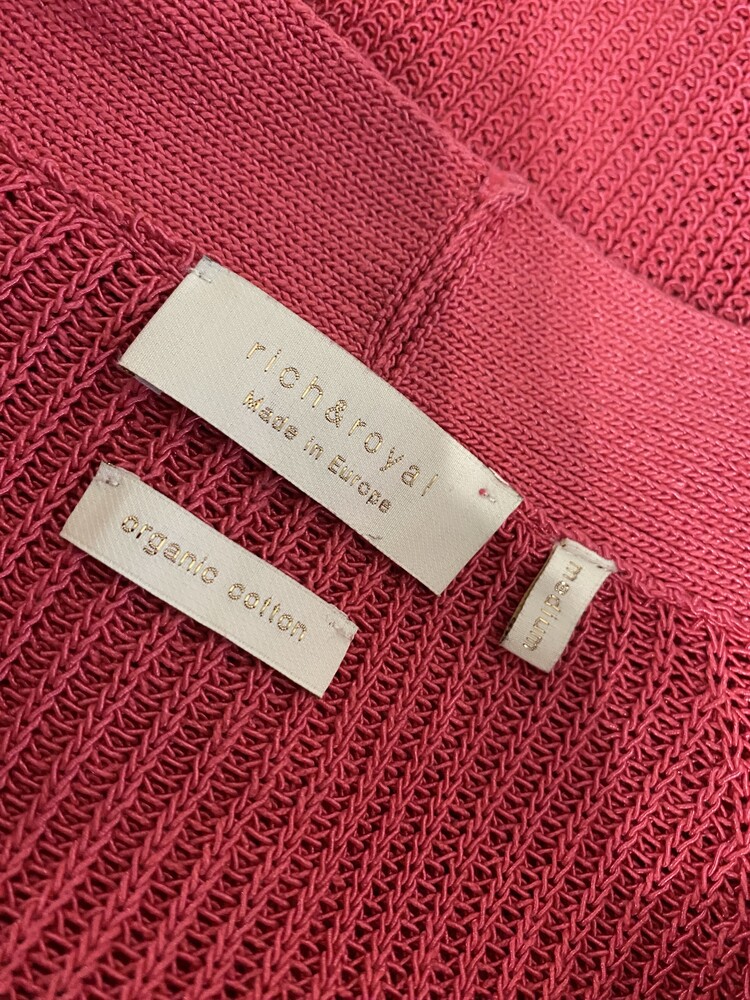 rich&royal
Made in Europe
organic cotton
medium